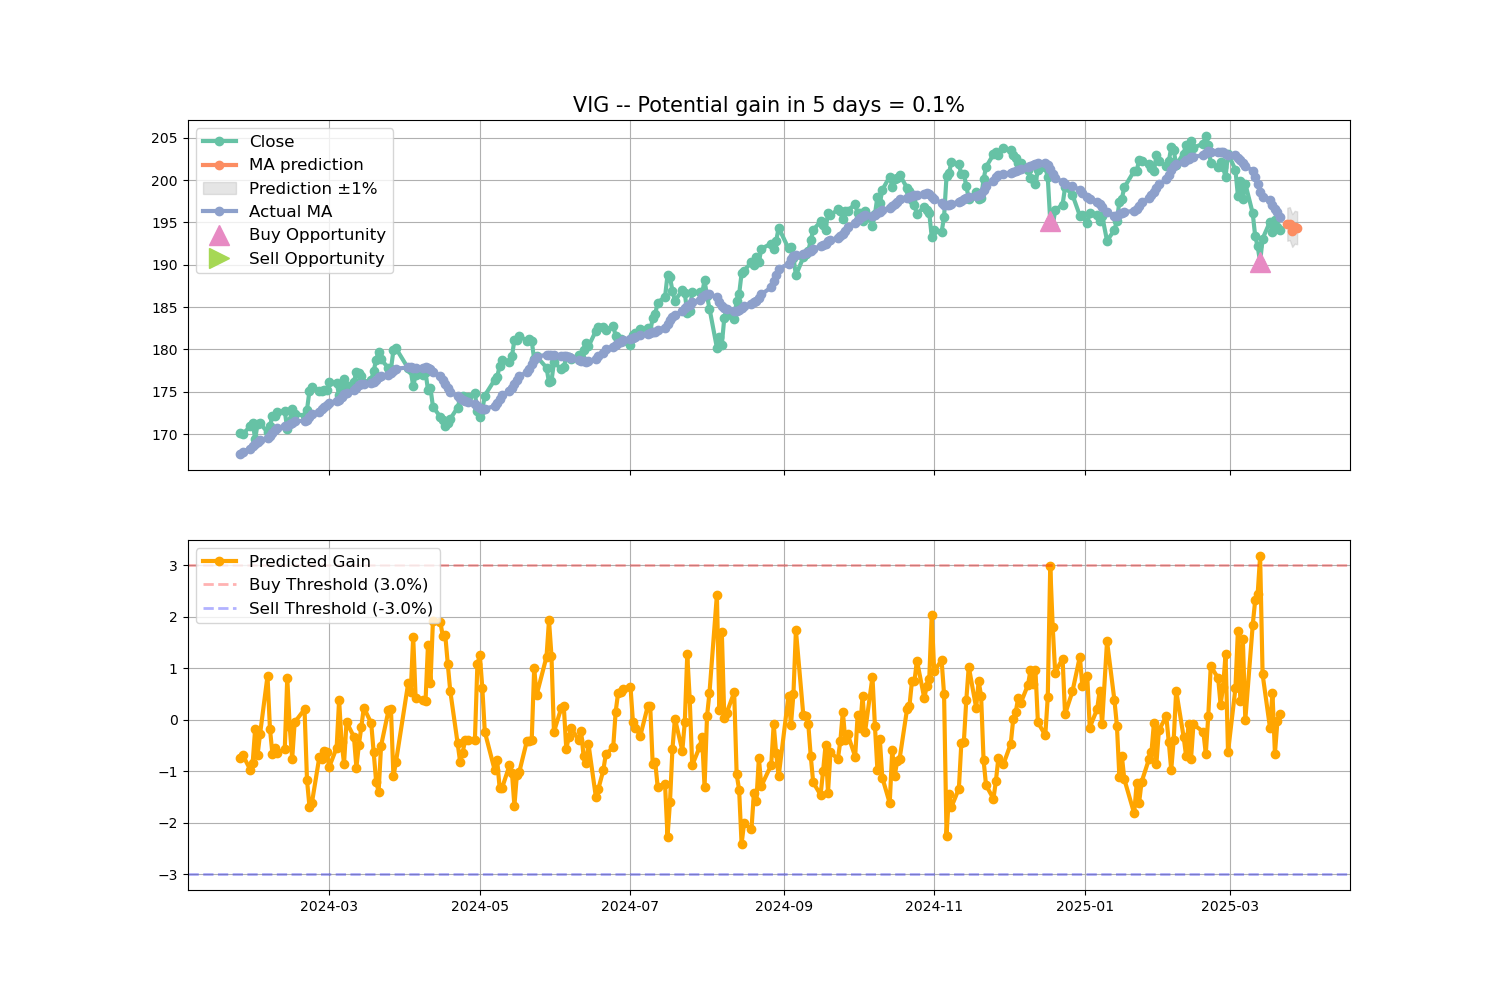 VIG -- Potential gain in 5 days = 0.1%
205
200
195
190
185
180
175
170
Close
MA prediction
Prediction ±1%
Actual MA
Buy Opportunity
Sell Opportunity
3
2
1
0
−1
−2
−3
Predicted Gain
Buy Threshold (3.0%)
Sell Threshold (-3.0%)
2024-03
2024-05
2024-07
2024-09
2024-11
2025-01
2025-03